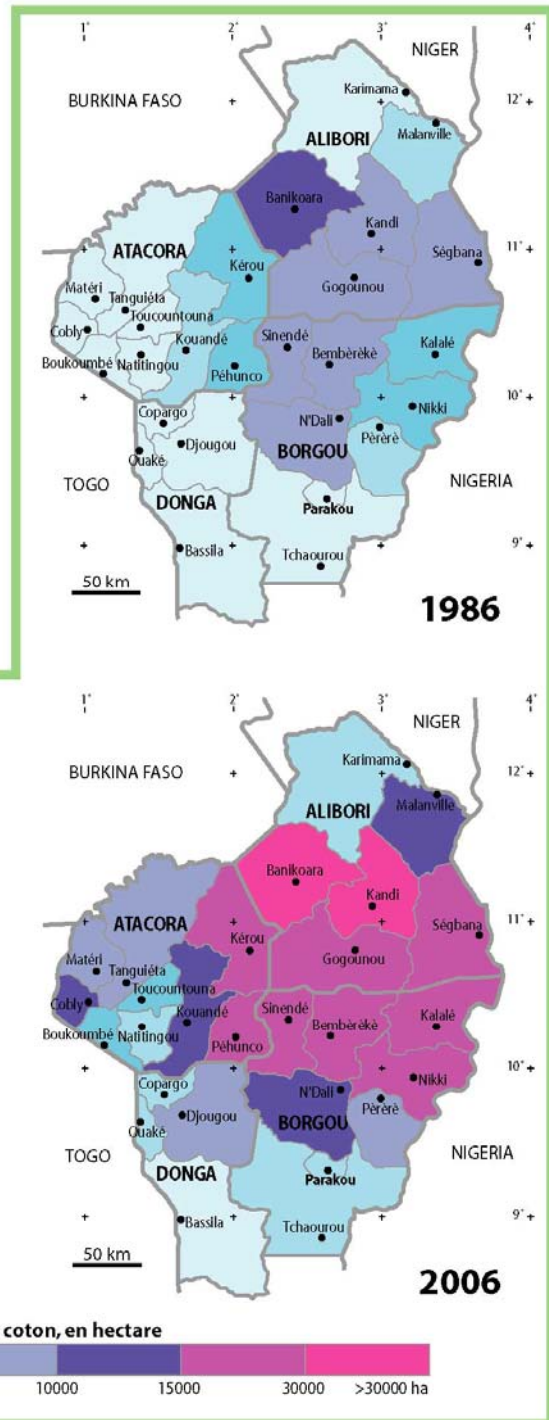 1° 2° 3° 4°
NIGER
BURKINA FASO
Karimama
12°
ALIBORI
Malanville
Banikoara
Kandi
11°
ATACORA
Ségbana
Kérou
Matéri
Gogounou
Tanguiéta
Toucountouna
Cobly
Kouandé
Sinendé
Kalalé
Bembèrèkè
Natitingou
Boukoumbé
Péhunco
10°
Nikki
Copargo
N'Dali
Pèrèrè
Djougou
BORGOU
Ouaké
TOGO
NIGERIA
DONGA
Parakou
Bassila
9°
Tchaourou
50 km
1986
1° 2° 3° 4°
NIGER
BURKINA FASO
Karimama
12°
ALIBORI
Malanville
Banikoara
Kandi
11°
ATACORA
Ségbana
Kérou
Matéri
Gogounou
Tanguiéta
Toucountouna
Cobly
Kouandé
Sinendé
Kalalé
Bembèrèkè
Natitingou
Boukoumbé
Péhunco
10°
Nikki
Copargo
N'Dali
Pèrèrè
Djougou
BORGOU
Ouaké
TOGO
NIGERIA
DONGA
Parakou
Bassila
9°
Tchaourou
50 km
2006
coton, en hectare
10000 15000 30000 >30000 ha